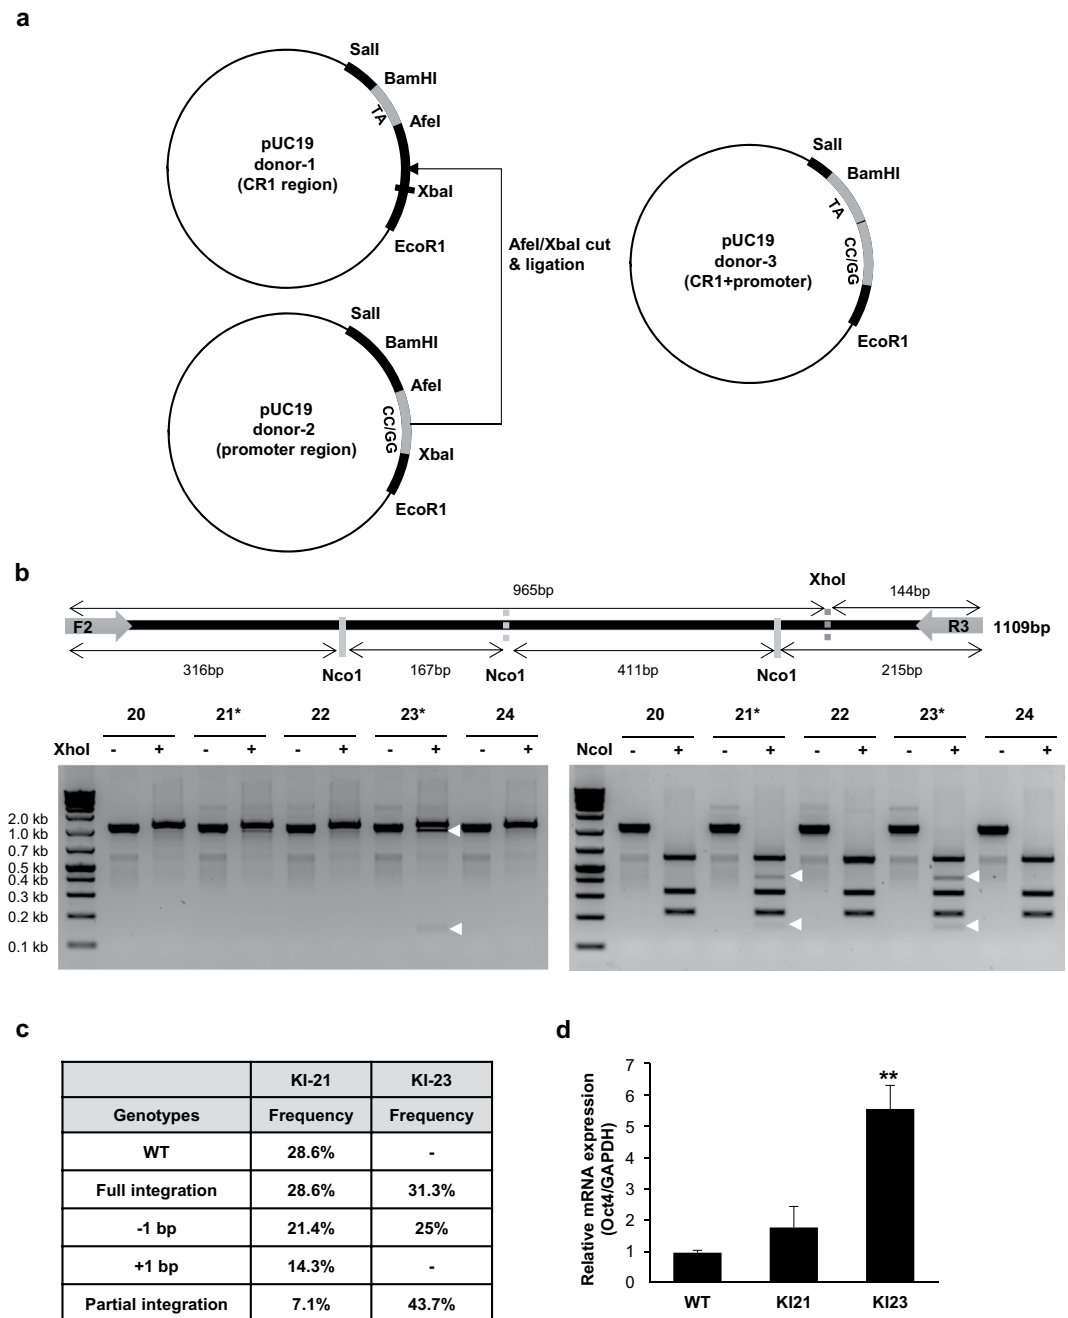 a
SalI
BamHI
TA
AfeI
pUC19
donor-1
(CR1 region)
XbaI
EcoR1
AfeI/XbaI cut
& ligation
SalI
BamHI
AfeI
CC/GG
pUC19
donor-2
(promoter region)
XbaI
EcoR1
SalI
BamHI
TA
CC/GG
pUC19
donor-3
(CR1+promoter)
EcoR1
b
965bp
XhoI
144bp
F2
R3
1109bp
316bp
Nco1
167bp
Nco1
411bp
Nco1
215bp
20 21* 22 23* 24
XhoI - + - + - + - + - +
2.0 kb
1.0 kb
0.7 kb
0.5 kb
0.4 kb
0.3 kb
0.2 kb
0.1 kb
20 21* 22 23* 24
NcoI - + - + - + - + - +
c
KI-21 KI-23
Genotypes Frequency Frequency
WT 28.6% -
Full integration 28.6% 31.3%
-1 bp 21.4% 25%
+1 bp 14.3% -
Partial integration 7.1% 43.7%
d
Relative mRNA expression
(Oct4/GAPDH)
7
6
5
4
3
2
1
0
**
WT KI21 KI23